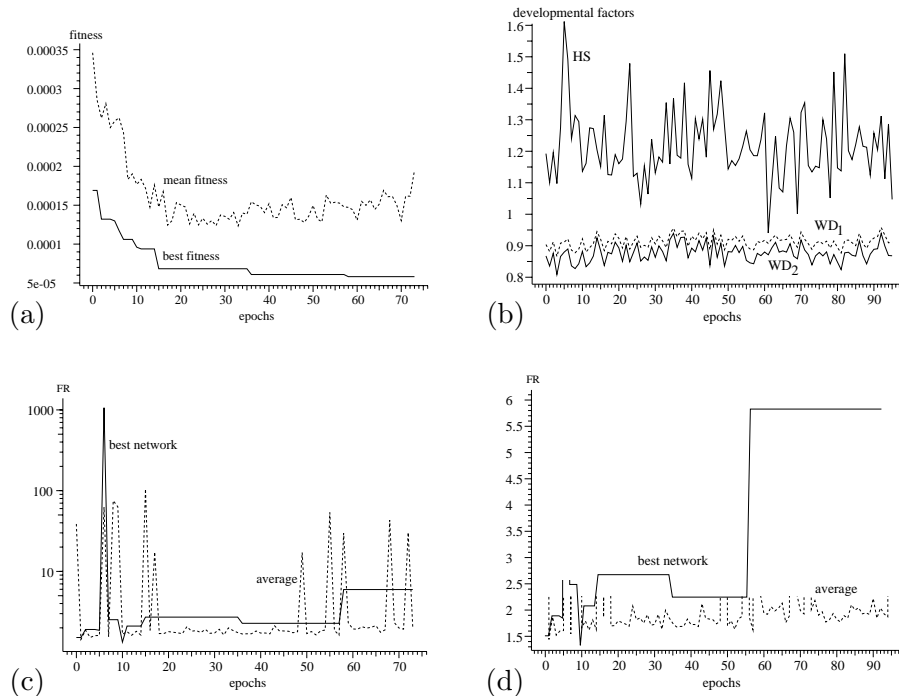 fitness
0.00035
0.0003
0.00025
0.0002
0.00015
0.0001
5e-05
mean fitness
best fitness
0 10 20 30 40 50 60 70
epochs
(a)
developmental factors
1.6
1.5
1.4
1.3
1.2
1.1
1
0.9
0.8
HS
WD1
WD2
0 10 20 30 40 50 60 70 80 90
epochs
(b)
FR
1000
100
10
best network
average
0 10 20 30 40 50 60 70
epochs
(c)
FR
6
5.5
5
4.5
4
3.5
3
2.5
2
1.5
best network
average
0 10 20 30 40 50 60 70 80 90
epochs
(d)